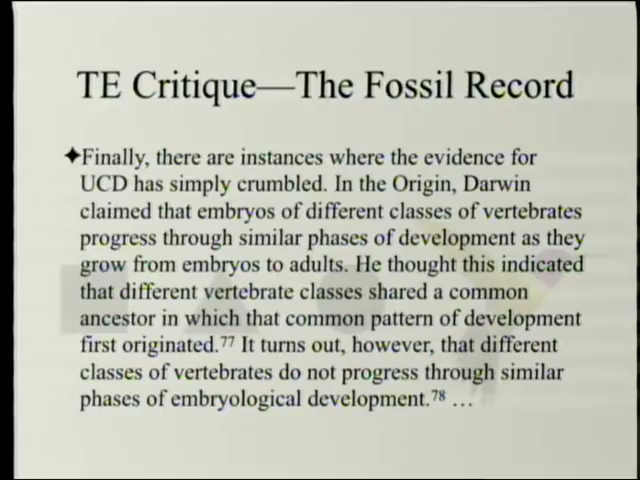 TE Critique—The Fossil Record
✦Finally, there are instances where the evidence for
UCD has simply crumbled. In the Origin, Darwin
claimed that embryos of different classes of vertebrates
progress through similar phases of development as they
grow from embryos to adults. He thought this indicated
that different vertebrate classes shared a common
ancestor in which that common pattern of development
first originated.⁷⁷ It turns out, however, that different
classes of vertebrates do not progress through similar
phases of embryological development.⁷⁸ …